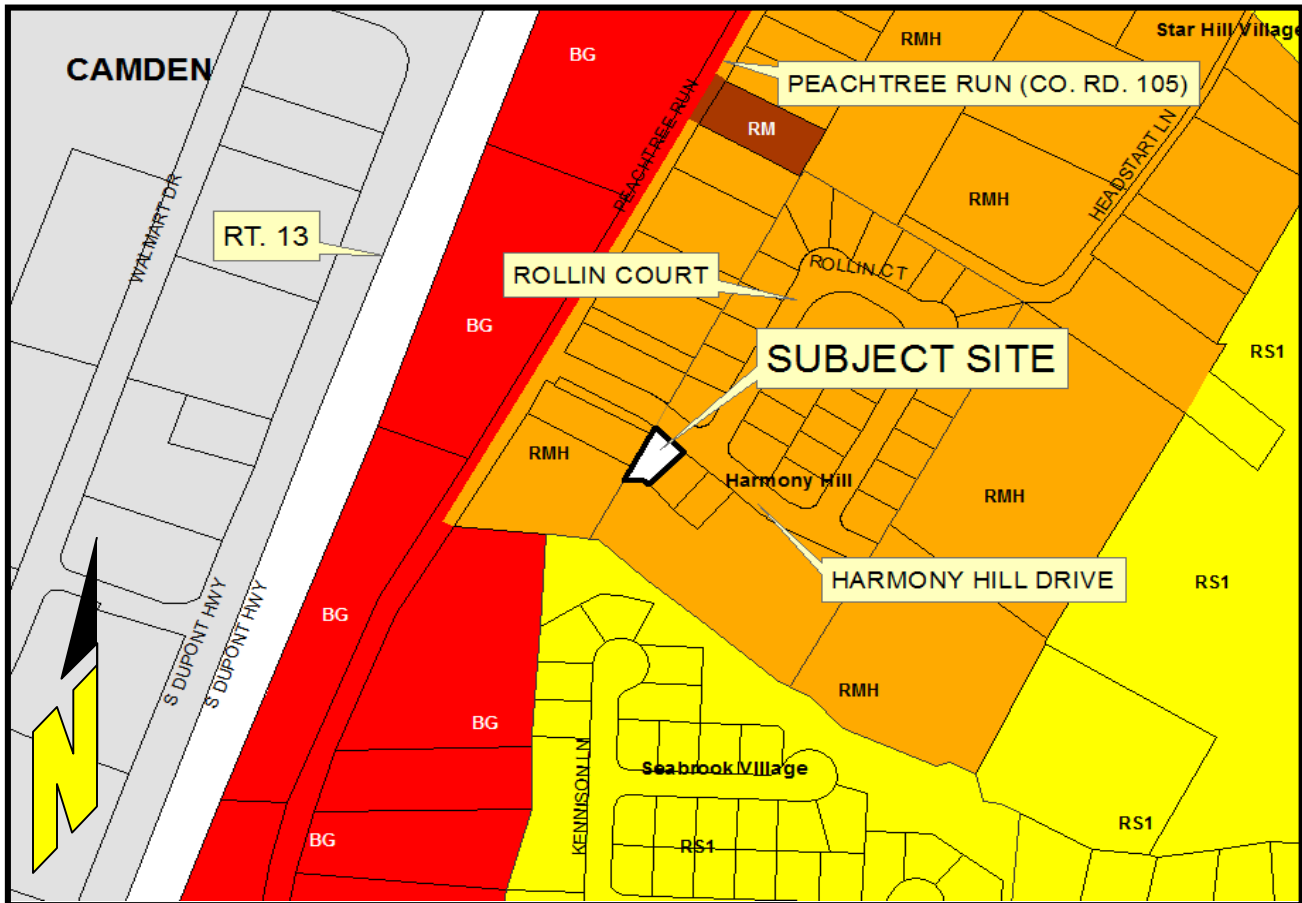 BG
RMH
Star Hill Village
CAMDEN
PEACHTREE RUN (CO. RD. 105)
RM
PEACHTREE RUN
HEADSTART LN
RMH
WALMART DR
RT. 13
ROLLIN COURT
ROLLIN CT
BG
SUBJECT SITE
RS1
RMH
Harmony Hill
RMH
HARMONY HILL DRIVE
RS1
S DUPONT HWY
S DUPONT HWY
BG
RMH
BG
KENNISON LN
Seabrook Village
RS1
RS1
BG
N